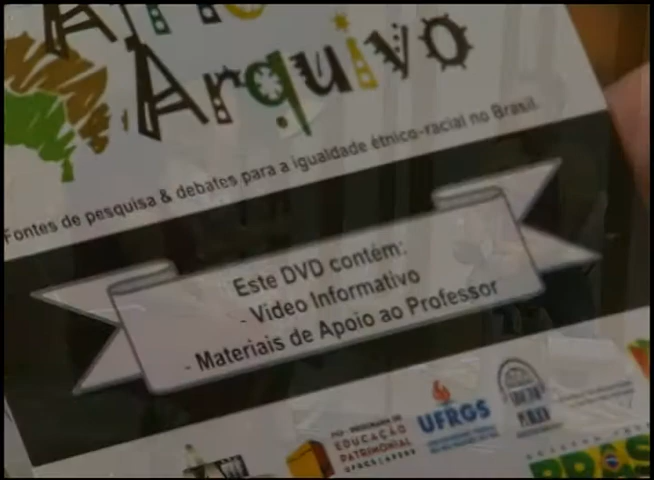 Arquivo
Fontes de pesquisa & debates para a igualdade étnico-racial no Brasil.
Este DVD contém:
- Video Informativo
- Materiais de Apoio ao Professor
EDUCAÇÃO
PATRIMONIAL
UFRGS